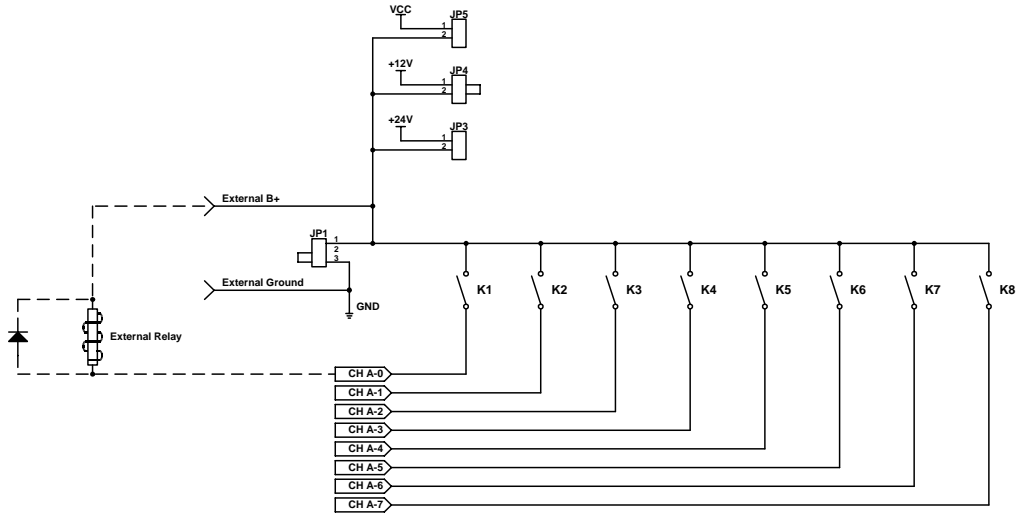 VCC
JP5
1
2
+12V
JP4
1
2
+24V
JP3
1
2
External B+
JP1
1
2
3
External Ground
GND
K1 K2 K3 K4 K5 K6 K7 K8
External Relay
CH A-0
CH A-1
CH A-2
CH A-3
CH A-4
CH A-5
CH A-6
CH A-7